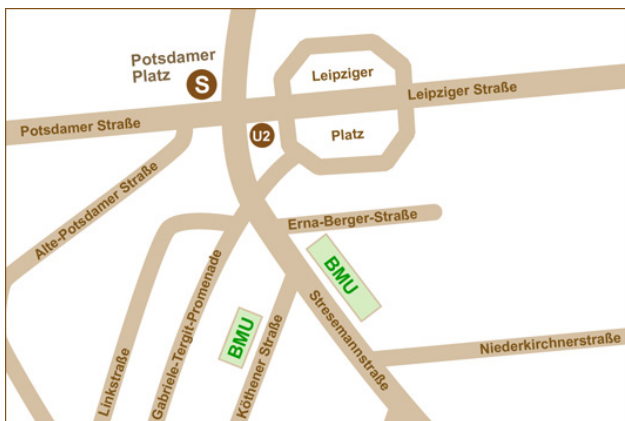 Potsdamer
Platz
S
Leipziger
Leipziger Straße
Potsdamer Straße
U2
Platz
Alte-Potsdamer Straße
Erna-Berger-Straße
BMU
BMU
Linkstraße
Gabriele-Tergit-Promenade
Köthener Straße
Stresemannstraße
Niederkirchnerstraße